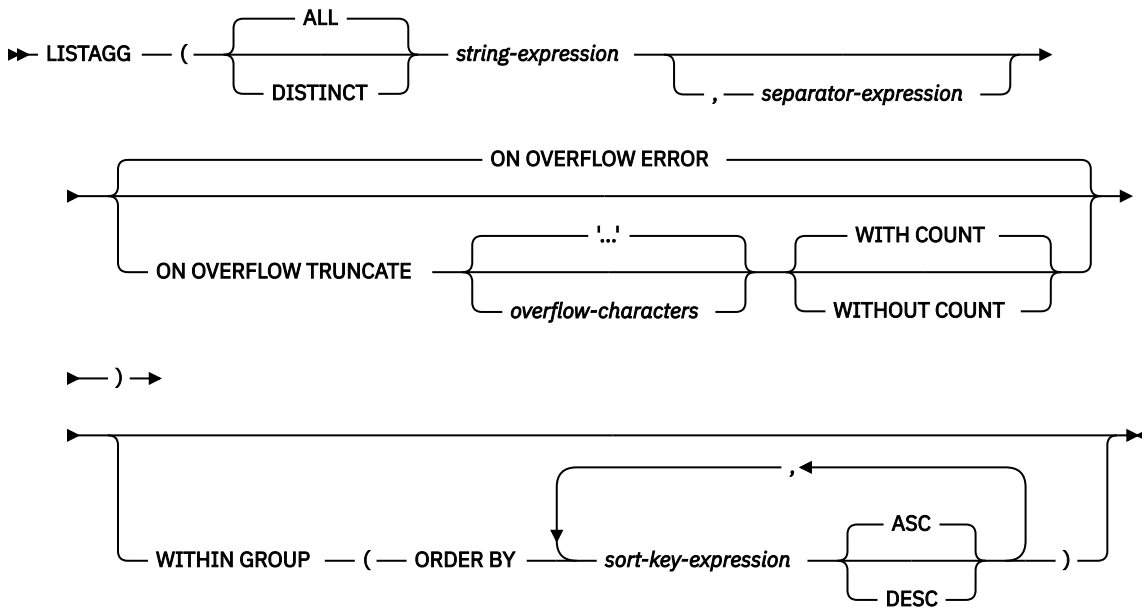 ALL
LISTAGG ( string-expression
DISTINCT , separator-expression
ON OVERFLOW ERROR
'...' WITH COUNT
ON OVERFLOW TRUNCATE
overflow-characters WITHOUT COUNT
)
,
ASC
WITHIN GROUP ( ORDER BY sort-key-expression )
DESC